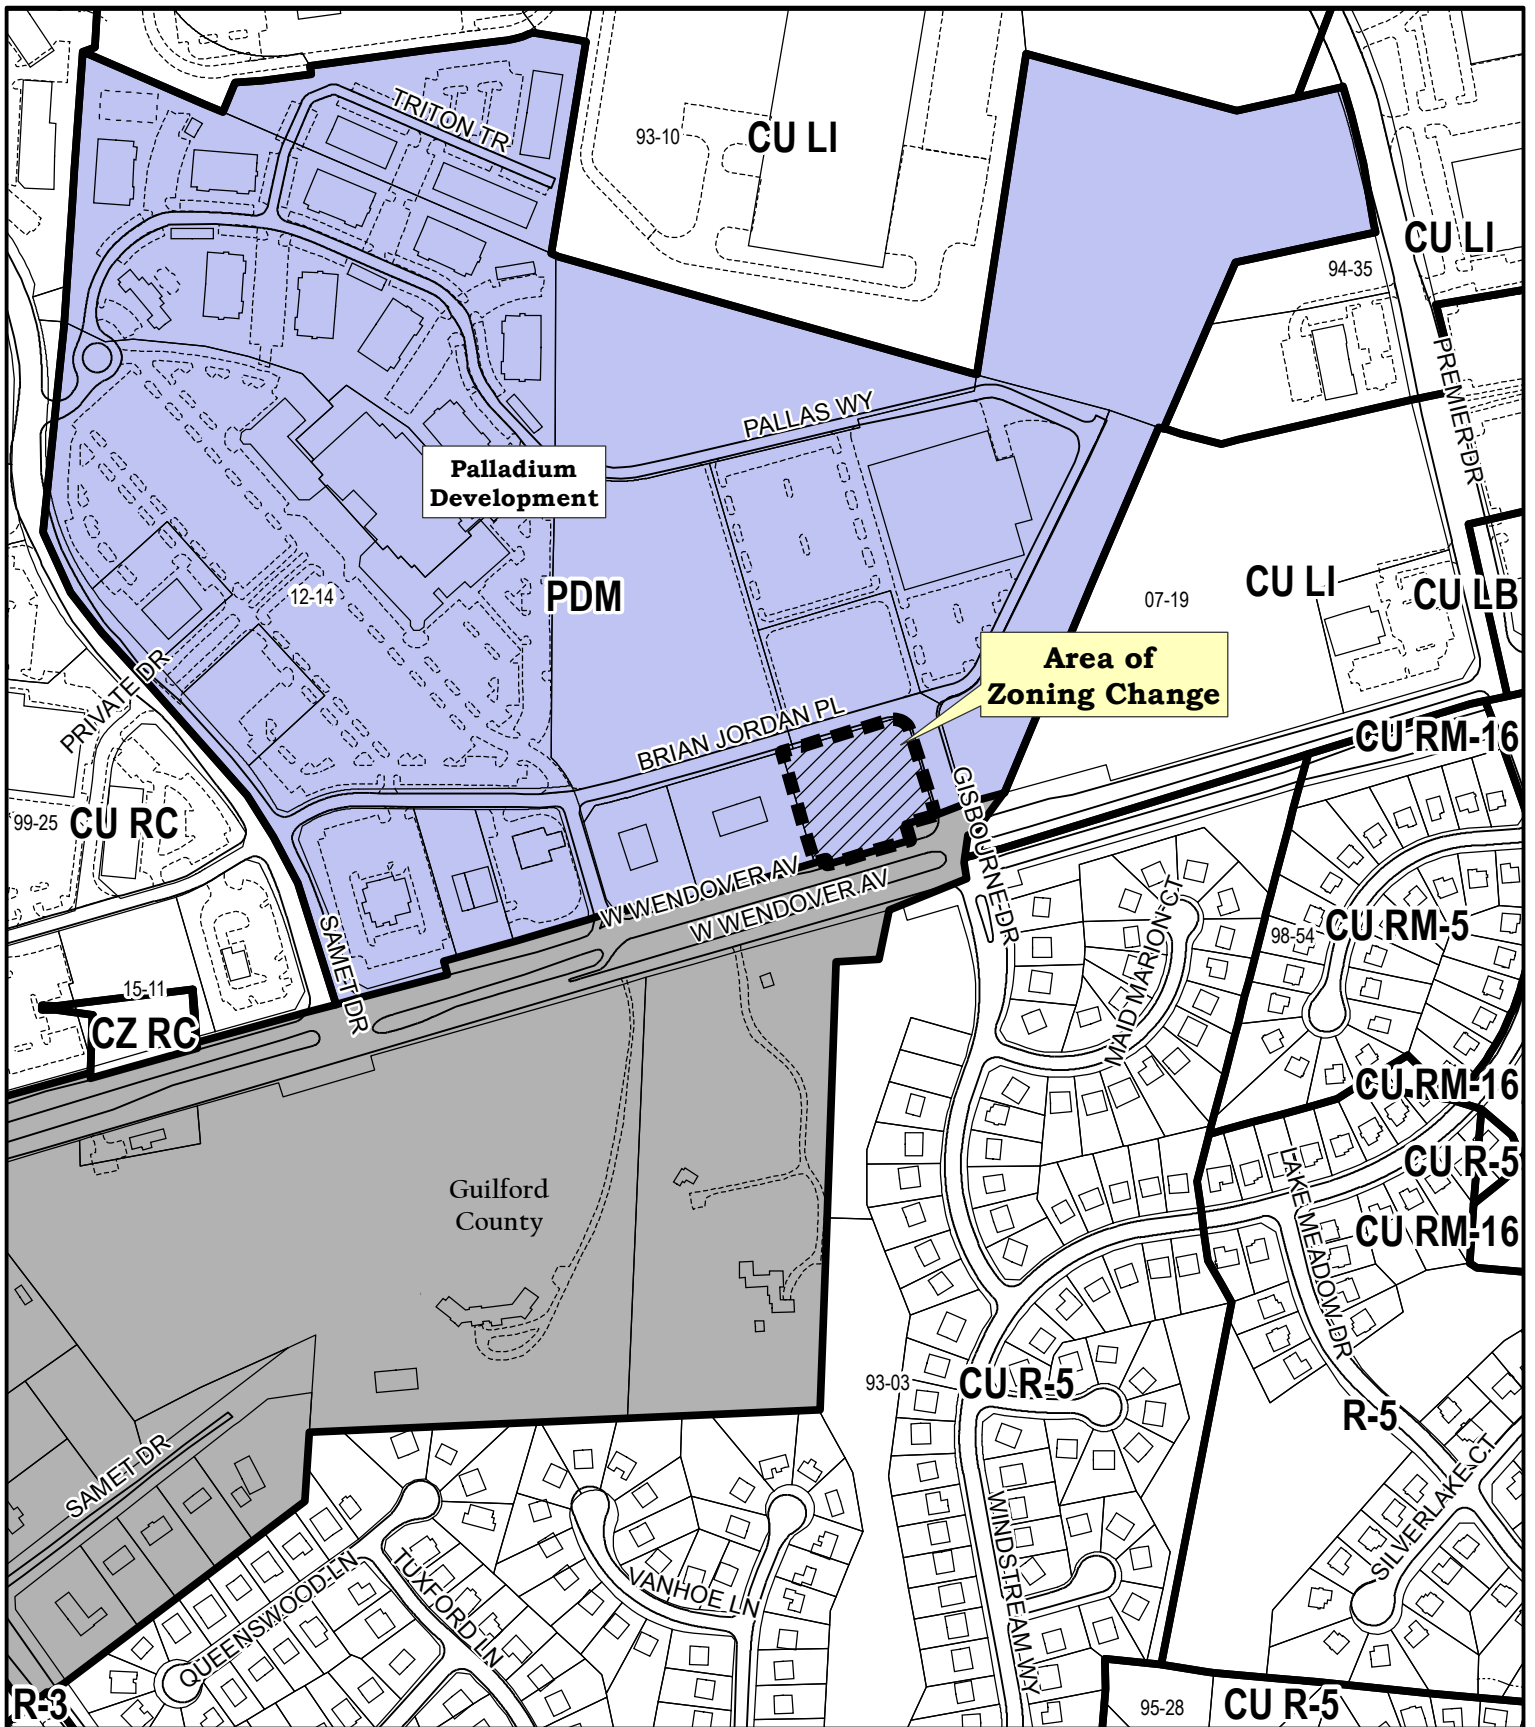 TRITON TR
93-10
CU LI
CU LI
94-35
PREMIER DR
PALLAS WY
Palladium
Development
12-14
PDM
07-19
CU LI
CU LB
Area of
Zoning Change
PRIVATE DR
BRIAN JORDAN PL
CU RM-16
GISBOURNE DR
99-25
CU RC
W WENDOVER AV
W WENDOVER AV
SAMET DR
MAID MARION CT
98-54
CU RM-5
15-11
CZ RC
CU RM-16
CU R-5
LAKE MEADOW DR
CU RM-16
Guilford
County
93-03
CU R-5
R-5
SAMET DR
SILVERLAKE CT
WINDSTREAM WY
QUEENSWOOD LN
TUXFORD LN
VANHOE LN
R-3
95-28
CU R-5